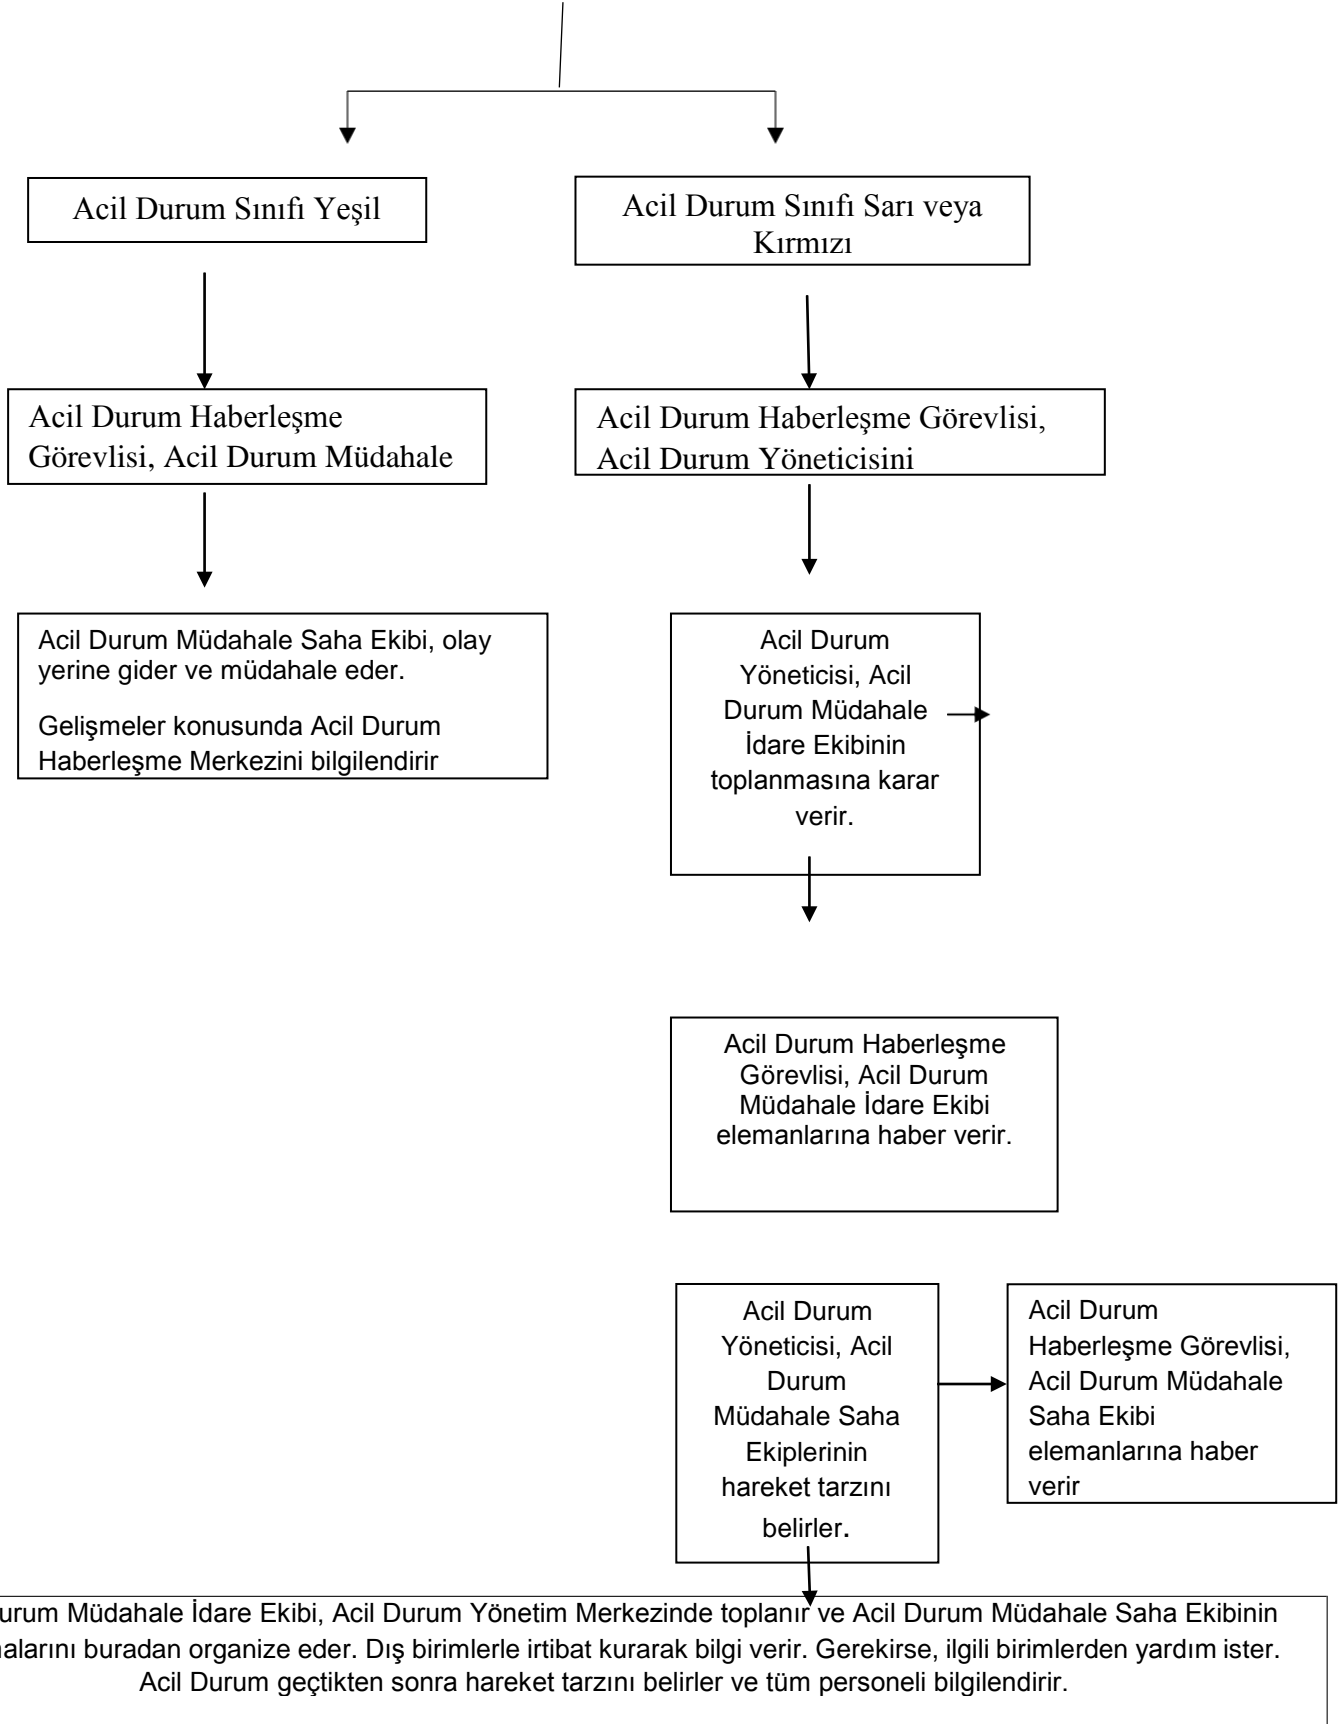 Acil Durum Sınıfı Yeşil
Acil Durum Sınıfı Sarı veya
Kırmızı
Acil Durum Haberleşme
Görevlisi, Acil Durum Müdahale
Acil Durum Haberleşme Görevlisi,
Acil Durum Yöneticisini
Acil Durum Müdahale Saha Ekibi, olay
yerine gider ve müdahale eder.
Gelişmeler konusunda Acil Durum
Haberleşme Merkezini bilgilendirir
Acil Durum
Yöneticisi, Acil
Durum Müdahale
İdare Ekibinin
toplanmasına karar
verir.
Acil Durum Haberleşme
Görevlisi, Acil Durum
Müdahale İdare Ekibi
elemanlarına haber verir.
Acil Durum
Yöneticisi, Acil
Durum
Müdahale Saha
Ekiplerinin
hareket tarzını
belirler.
Acil Durum
Haberleşme Görevlisi,
Acil Durum Müdahale
Saha Ekibi
elemanlarına haber
verir
urum Müdahale İdare Ekibi, Acil Durum Yönetim Merkezinde toplanır ve Acil Durum Müdahale Saha Ekibinin
alarını buradan organize eder. Dış birimlerle irtibat kurarak bilgi verir. Gerekirse, ilgili birimlerden yardım ister.
Acil Durum geçtikten sonra hareket tarzını belirler ve tüm personeli bilgilendirir.